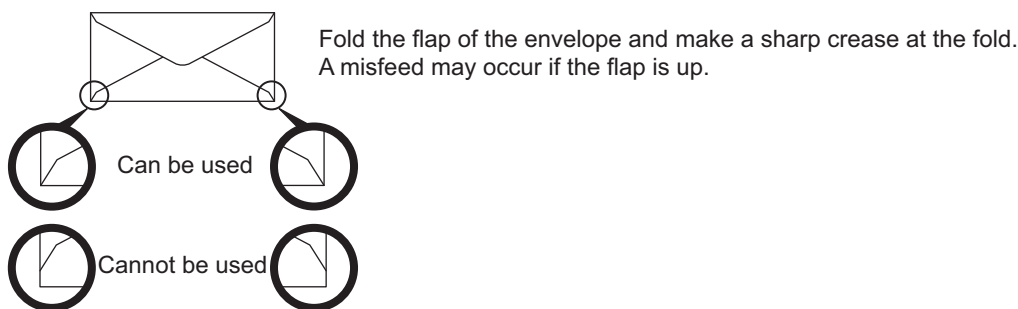 Fold the flap of the envelope and make a sharp crease at the fold.
A misfeed may occur if the flap is up.
Can be used
Cannot be used